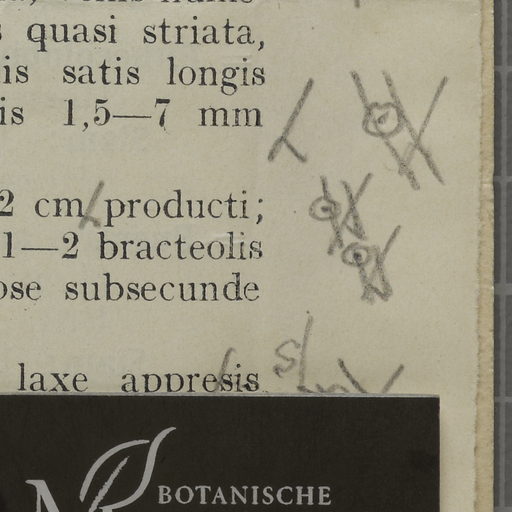 quasi striata,
is satis longis
is 1,5—7 mm
2 cm producti;
1—2 bracteolis
ose subsecunde
laxe appresis
BOTANISCHE